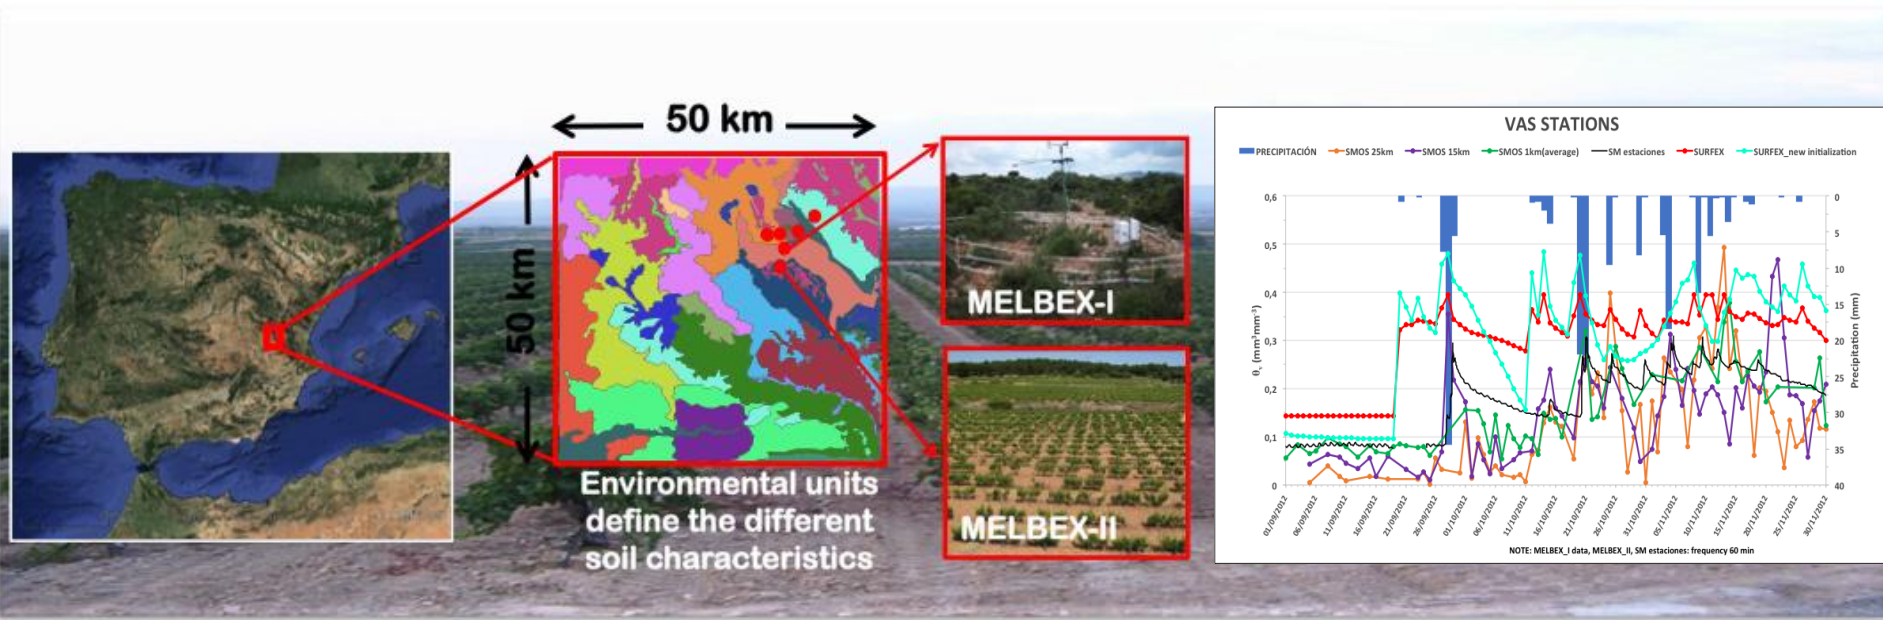 50 km
50 km
MELBEX-I
MELBEX-II
Environmental units
define the different
soil characteristics
VAS STATIONS
PRECIPITACIÓN SMOS 25km SMOS 15km SMOS 1km(average) SM estaciones SURFEX SURFEX_new initialization
0,6
0,5
0,4
0,3
0,2
0,1
0
θv (mm³mm⁻³)
0
5
10
15
20
25
30
35
40
Precipitation (mm)
01/09/2012
06/09/2012
11/09/2012
16/09/2012
21/09/2012
26/09/2012
01/10/2012
06/10/2012
11/10/2012
16/10/2012
21/10/2012
26/10/2012
31/10/2012
05/11/2012
10/11/2012
15/11/2012
20/11/2012
25/11/2012
30/11/2012
NOTE: MELBEX_I data, MELBEX_II, SM estaciones: frequency 60 min